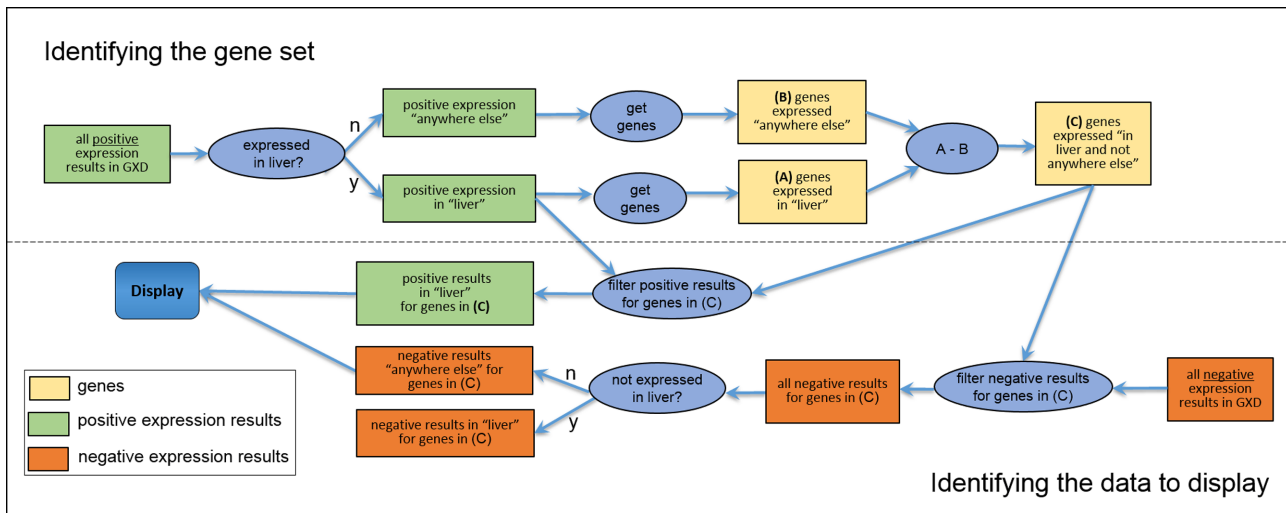 Identifying the gene set
all positive
expression
results in GXD
expressed
in liver?
n
y
positive expression
“anywhere else”
positive expression
in “liver”
get
genes
get
genes
(B) genes
expressed
“anywhere else”
(A) genes
expressed
in “liver”
A - B
(C) genes
expressed “in
liver and not
anywhere else”
Display
positive results
in “liver”
for genes in (C)
filter positive results
for genes in (C)
negative results
“anywhere else” for
genes in (C)
negative results in “liver”
for genes in (C)
n
y
not expressed
in liver?
all negative results
for genes in (C)
filter negative results
for genes in (C)
all negative
expression
results in GXD
genes
positive expression results
negative expression results
Identifying the data to display